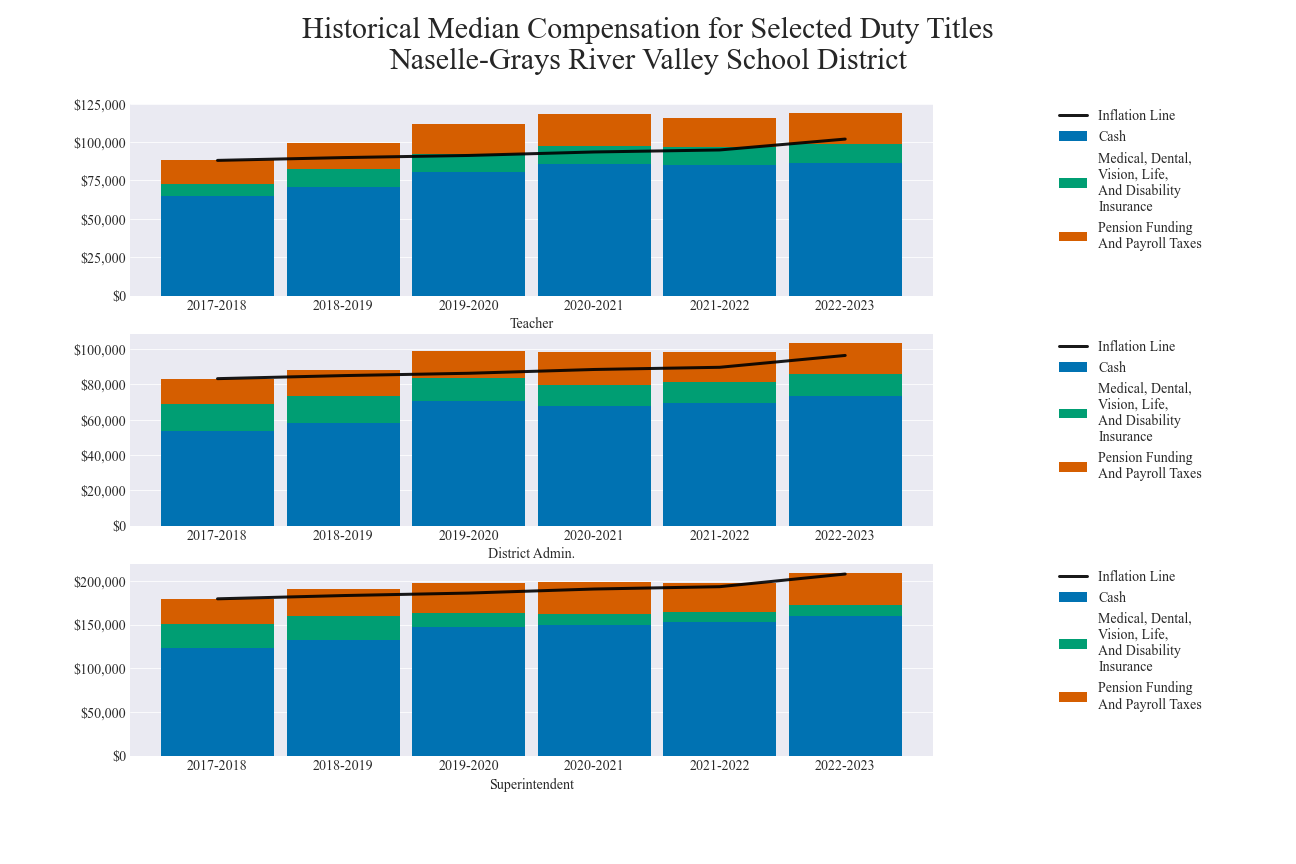 Historical Median Compensation for Selected Duty Titles
Naselle-Grays River Valley School District
$125,000
$100,000
$75,000
$50,000
$25,000
$0
2017-2018
2018-2019
2019-2020
2020-2021
2021-2022
2022-2023
Teacher
Inflation Line
Cash
Medical, Dental,
Vision, Life,
And Disability
Insurance
Pension Funding
And Payroll Taxes
$100,000
$80,000
$60,000
$40,000
$20,000
$0
2017-2018
2018-2019
2019-2020
2020-2021
2021-2022
2022-2023
District Admin.
Inflation Line
Cash
Medical, Dental,
Vision, Life,
And Disability
Insurance
Pension Funding
And Payroll Taxes
$200,000
$150,000
$100,000
$50,000
$0
2017-2018
2018-2019
2019-2020
2020-2021
2021-2022
2022-2023
Superintendent
Inflation Line
Cash
Medical, Dental,
Vision, Life,
And Disability
Insurance
Pension Funding
And Payroll Taxes